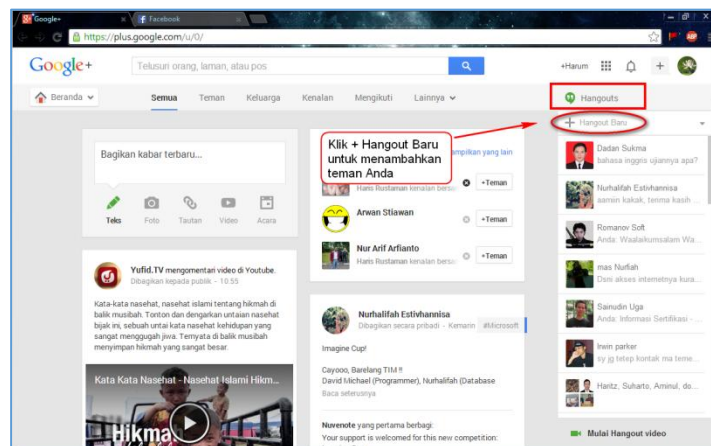 Google+
Facebook
https://plus.google.com/u/0/
Google+
Telusuri orang, laman, atau pos
+Harum
Beranda
Semua
Teman
Keluarga
Kenalan
Mengikuti
Lainnya
Hangouts
+ Hangout Baru
Bagikan kabar terbaru...
Teks
Foto
Tautan
Video
Acara
Klik + Hangout Baru
untuk menambahkan
teman Anda
ampilkan yang lain
Haris Rustaman kenalan bersa
+Teman
Arwan Stiawan
+Teman
Nur Arif Arfianto
Haris Rustaman kenalan bersa
+Teman
Yufid.TV mengomentari video di Youtube.
Dibagikan kepada publik - 10:55
Kata-kata nasehat, nasehat islami tentang hikmah di
balik musibah. Tonton dan dengarkan untaian nasehat
bijak ini, sebuah untai kata nasehat kehidupan yang
sangat menggugah jiwa. Ternyata di balik musibah
menyimpan hikmah yang sangat besar.
Kata Kata Nasehat - Nasehat Islami Hikm...
Hikma
Nurhalifah Estivhannisa
Dibagikan secara pribadi - Kemarin
#Microsoft
Imagine Cup!
Cayooo, Barelang TIM !!
David Michael (Programmer), Nurhalifah (Database
Baca seterusnya
Nuvenote yang pertama berbagi:
Your support is welcomed for this new competition:
Dadan Sukma
bahasa inggos ujiannya apa?
Nurhalifah Estivhannisa
aamiin kakak, terima kasih ...
Romanov Soft
Anda: Waalaikumsalam Wa...
mas Nurfiah
Dsni akses internetnya kura...
Sainudin Uga
Anda: Informasi Sertifikasi - ...
Irwin parker
sy jg tetep kontak ma teme...
Haritz, Suharto, Aminul, do...
Mulai Hangout video